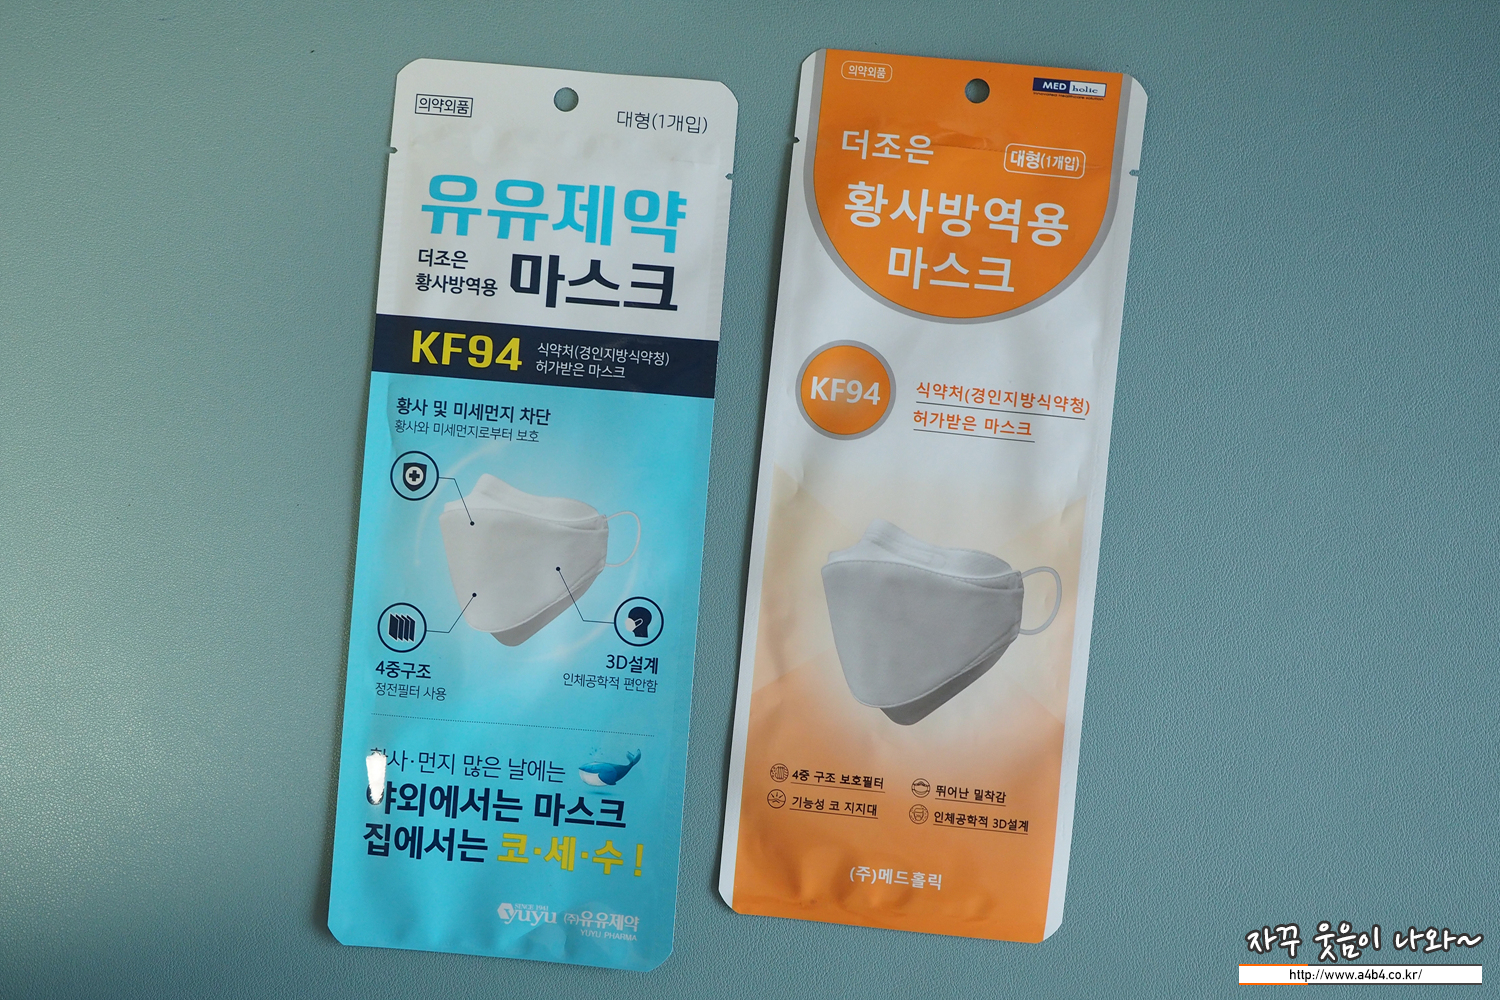 의약외품
대형(1개입)
유유제약
더조은
황사방역용
마스크
KF94
식약처(경인지방식약청)
허가받은 마스크
황사 및 미세먼지 차단
황사와 미세먼지로부터 보호
4중구조
정전필터 사용
3D설계
인체공학적 편안함
황사·먼지 많은 날에는
야외에서는 마스크
집에서는 코·세·수!
SINCE 1941
yuyu (주)유유제약
YUYU PHARMA
의약외품
MED holic
더조은
대형(1개입)
황사방역용
마스크
KF94
식약처(경인지방식약청)
허가받은 마스크
4중 구조 보호필터
뛰어난 밀착감
기능성 코 지지대
인체공학적 3D설계
(주)메드홀릭
자꾸 웃음이 나와~
http://www.a4b4.co.kr/